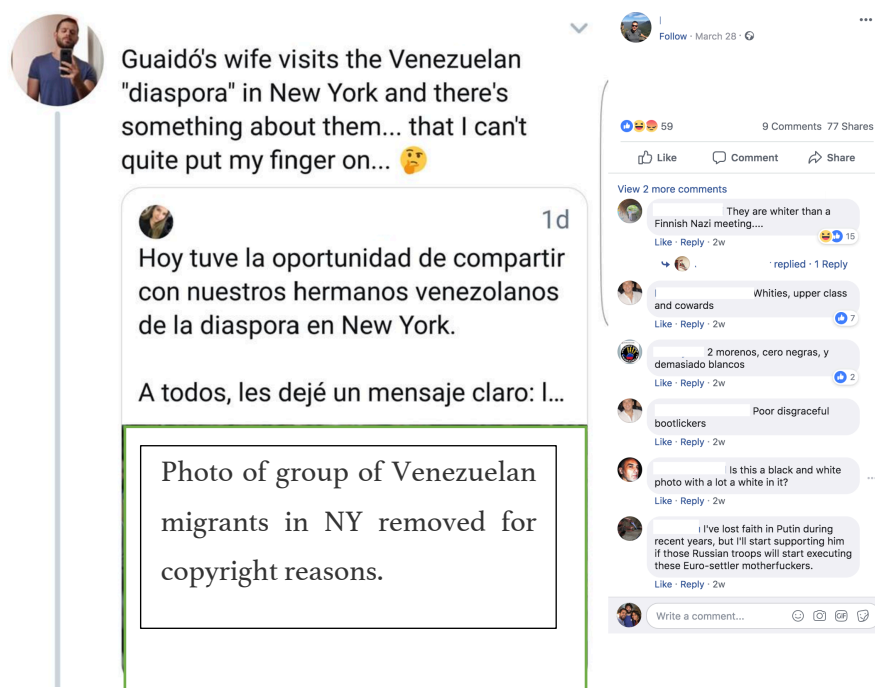 Guaidó's wife visits the Venezuelan
"diaspora" in New York and there's
something about them... that I can't
quite put my finger on... 🤔
1d
Hoy tuve la oportunidad de compartir
con nuestros hermanos venezolanos
de la diaspora en New York.
A todos, les dejé un mensaje claro: l...
Photo of group of Venezuelan
migrants in NY removed for
copyright reasons.
Follow · March 28 ·
59
9 Comments 77 Shares
Like Comment Share
View 2 more comments
They are whiter than a
Finnish Nazi meeting....
15
Like · Reply · 2w
replied · 1 Reply
Whities, upper class
and cowards
7
Like · Reply · 2w
2 morenos, cero negras, y
demasiado blancos
2
Like · Reply · 2w
Poor disgraceful
bootlickers
Like · Reply · 2w
Is this a black and white
photo with a lot a white in it?
Like · Reply · 2w
I've lost faith in Putin during
recent years, but I'll start supporting him
if those Russian troops will start executing
these Euro-settler motherfuckers.
Like · Reply · 2w
Write a comment...
GIF